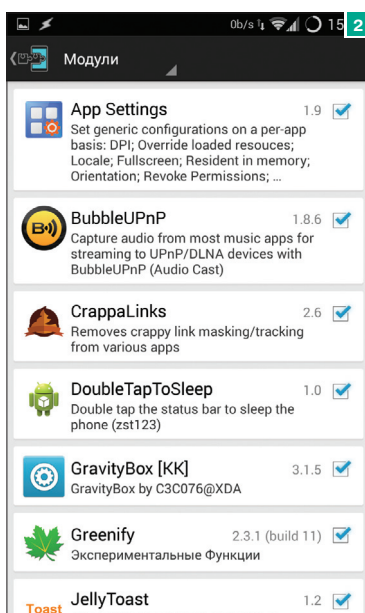 0b/s 15 2
Модули
App Settings 1.9
Set generic configurations on a per-app
basis: DPI; Override loaded resouces;
Locale; Fullscreen; Resident in memory;
Orientation; Revoke Permissions; ...
BubbleUPnP 1.8.6
Capture audio from most music apps for
streaming to UPnP/DLNA devices with
BubbleUPnP (Audio Cast)
CrappaLinks 2.6
Removes crappy link masking/tracking
from various apps
DoubleTapToSleep 1.0
Double tap the status bar to sleep the
phone (zst123)
GravityBox [KK] 3.1.5
GravityBox by C3C076@XDA
Greenify 2.3.1 (build 11)
Экспериментальные Функции
JellyToast 1.2
Toast